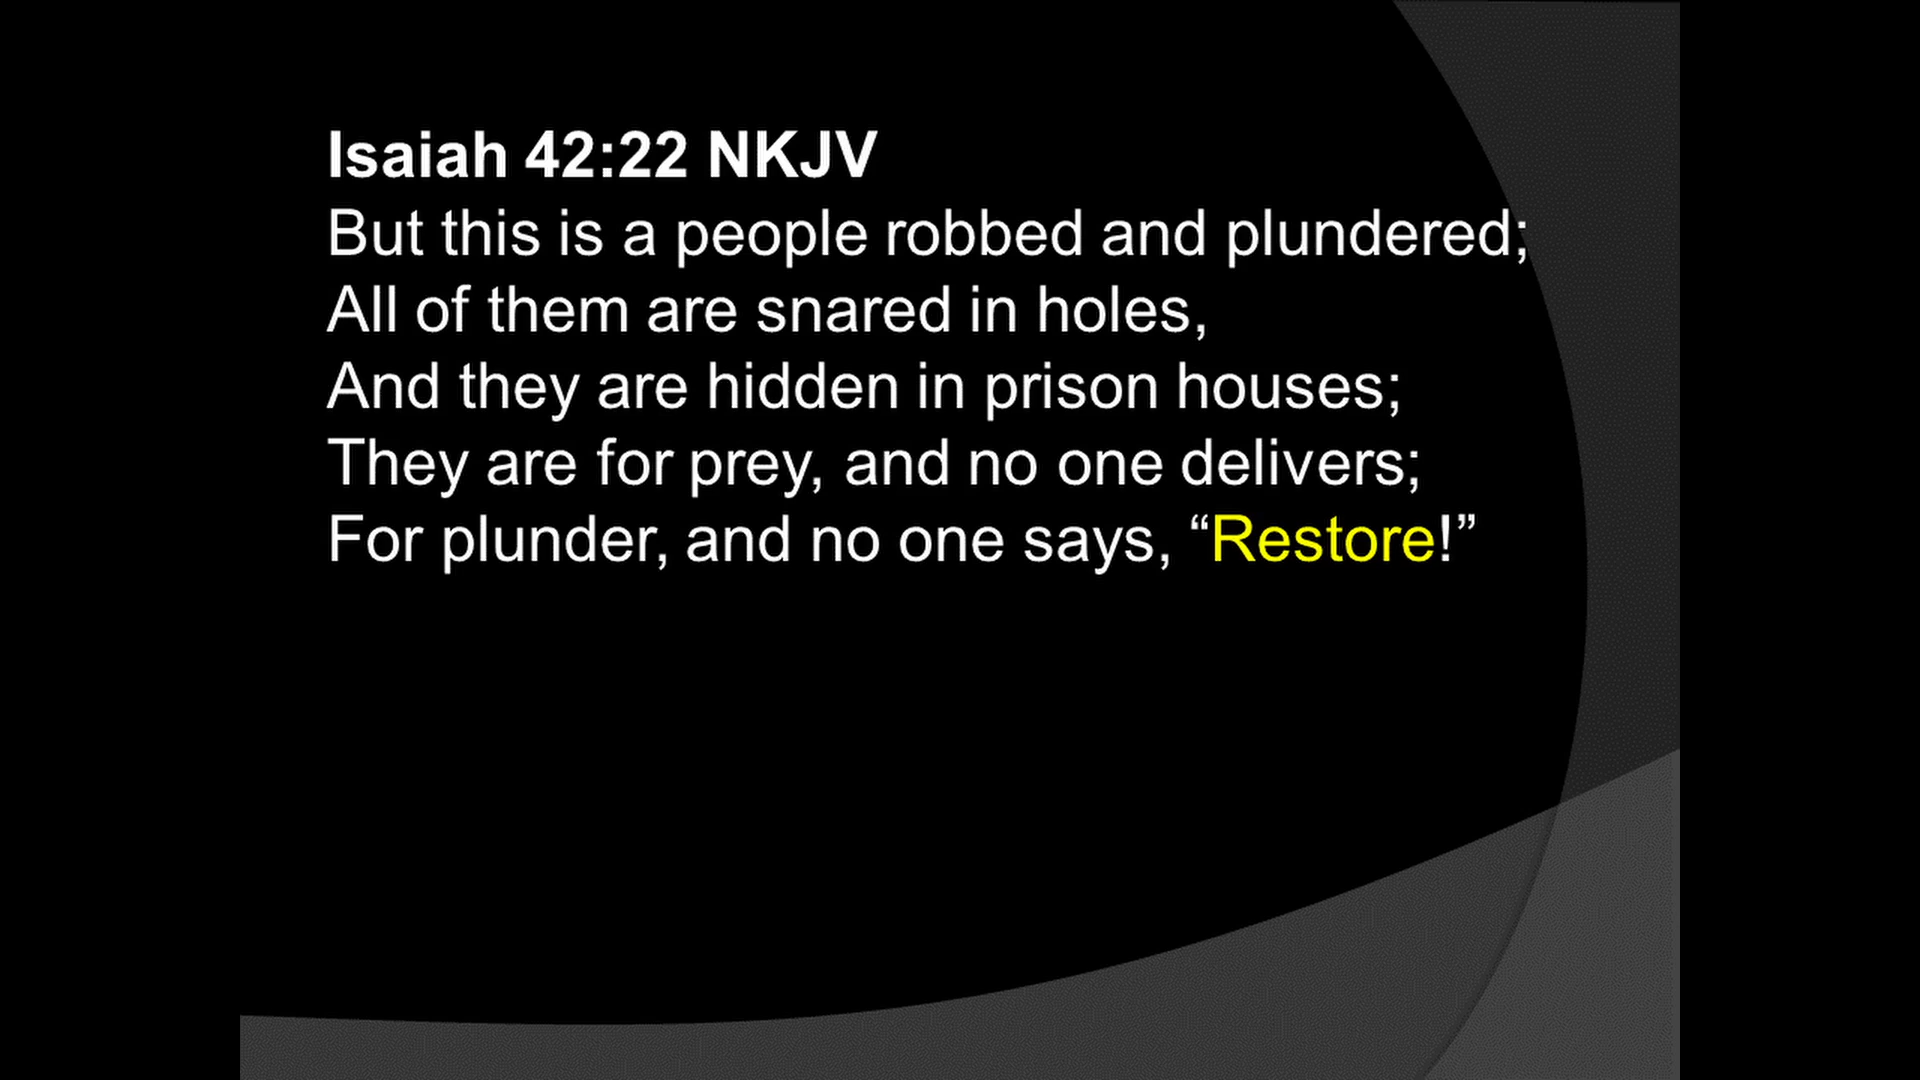 Isaiah 42:22 NKJV
But this is a people robbed and plundered;
All of them are snared in holes,
And they are hidden in prison houses;
They are for prey, and no one delivers;
For plunder, and no one says, “Restore!”